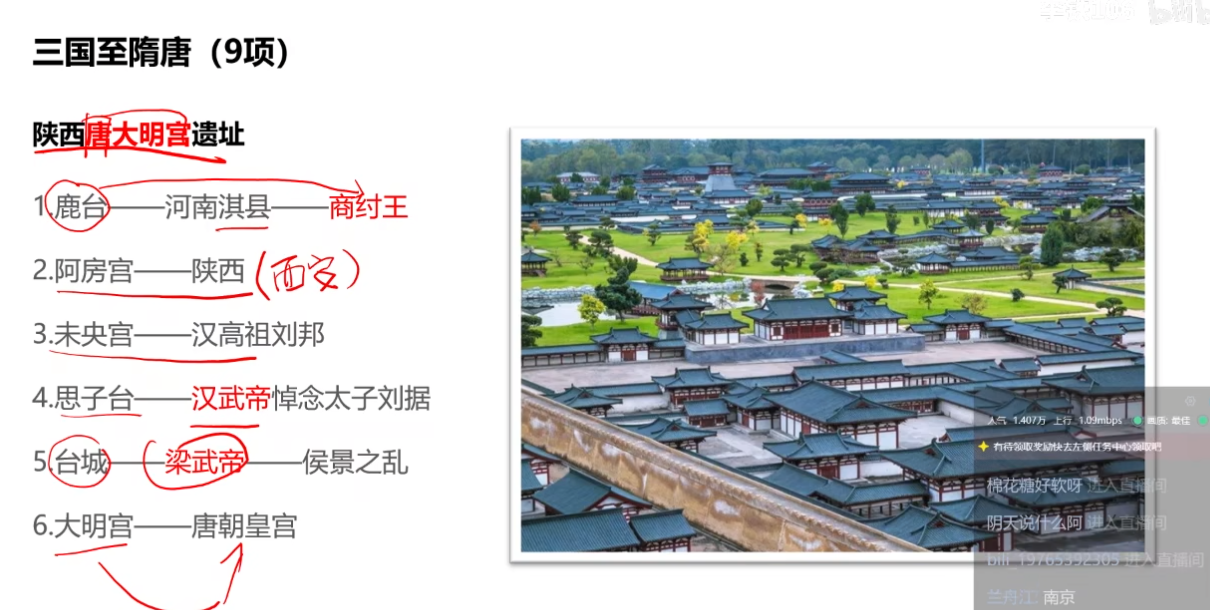 三国至隋唐（9项）
陕西唐大明宫遗址
1.鹿台——河南淇县——商纣王
2.阿房宫——陕西（西安）
3.未央宫——汉高祖刘邦
4.思子台——汉武帝悼念太子刘据
5.台城——梁武帝——侯景之乱
6.大明宫——唐朝皇宫
人气 1.407万 上行 1.09mbps 画质: 最佳
有待领取奖励快去左侧任务中心领取吧
棉花糖好软呀 进入直播间
阴天说什么阿 进入直播间
bili_19765392305 进入直播间
兰舟江: 南京